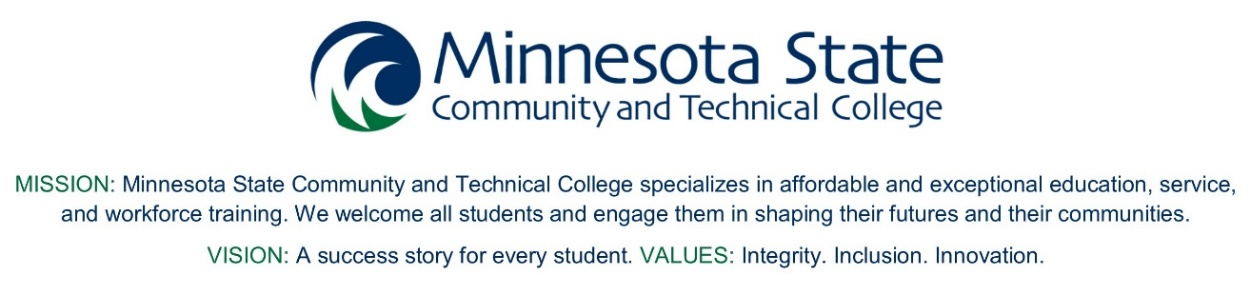 Minnesota State
Community and Technical College
MISSION: Minnesota State Community and Technical College specializes in affordable and exceptional education, service,
and workforce training. We welcome all students and engage them in shaping their futures and their communities.
VISION: A success story for every student. VALUES: Integrity. Inclusion. Innovation.